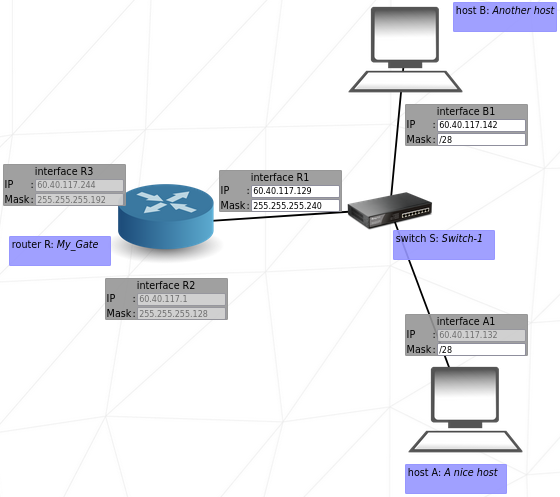 host B: Another host
interface B1
IP : 60.40.117.142
Mask: /28
interface R3
IP : 60.40.117.244
Mask: 255.255.255.192
interface R1
IP : 60.40.117.129
Mask: 255.255.255.240
router R: My_Gate
switch S: Switch-1
interface R2
IP : 60.40.117.1
Mask: 255.255.255.128
interface A1
IP : 60.40.117.132
Mask: /28
host A: A nice host